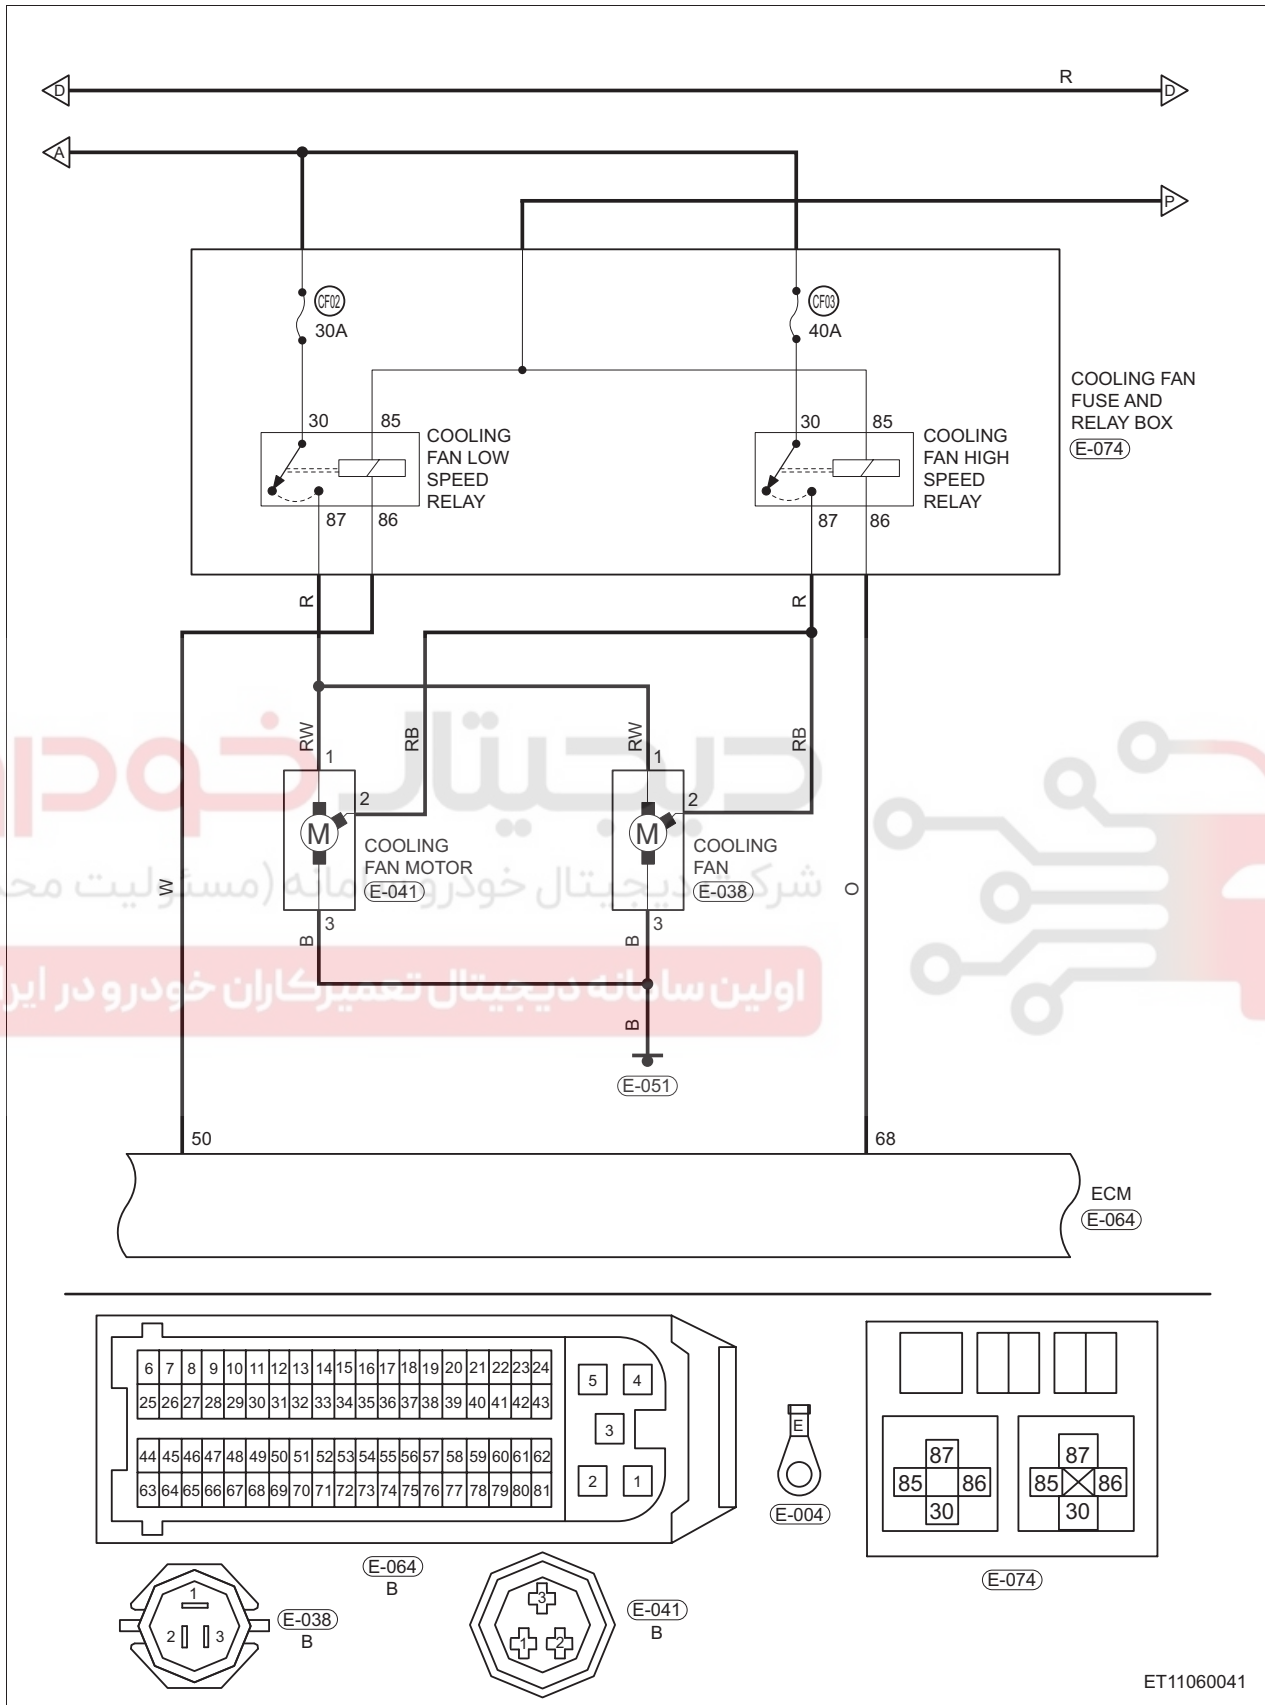 R
D
D
A
P
CF02
30A
CF03
40A
COOLING FAN
FUSE AND
RELAY BOX
E-074
30
85
COOLING
FAN LOW
SPEED
RELAY
87
86
30
85
COOLING
FAN HIGH
SPEED
RELAY
87
86
R
R
RW
RB
RW
RB
1
2
M
COOLING
FAN MOTOR
E-041
3
1
2
M
COOLING
FAN
E-038
3
W
O
B
B
B
E-051
دیجیتال خودرو
شرکت دیجیتال خودرو سامانه (مسئولیت
اولین سامانه دیجیتال تعمیرکاران خودرو در
50
68
ECM
E-064
6 7 8 9 10 11 12 13 14 15 16 17 18 19 20 21 22 23 24
25 26 27 28 29 30 31 32 33 34 35 36 37 38 39 40 41 42 43
44 45 46 47 48 49 50 51 52 53 54 55 56 57 58 59 60 61 62
63 64 65 66 67 68 69 70 71 72 73 74 75 76 77 78 79 80 81
5 4
3
2 1
E-064
B
E
E-004
87
85 86
30
87
85 86
30
E-074
1
2 3
E-038
B
3
1 2
E-041
B
ET11060041